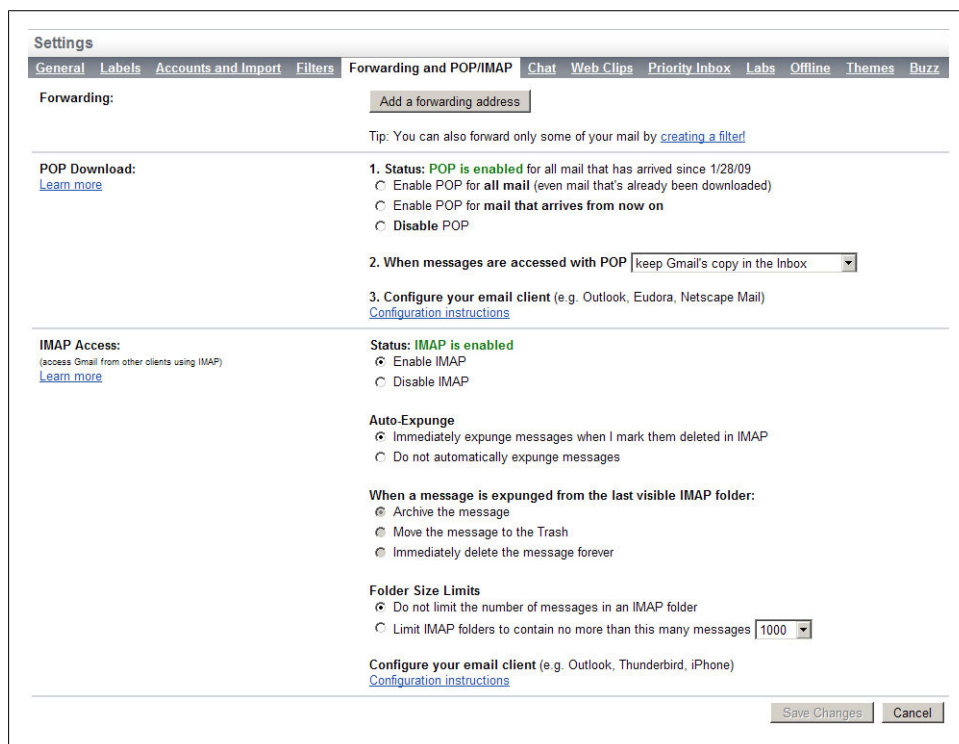 Settings
General Labels Accounts and Import Filters Forwarding and POP/IMAP Chat Web Clips Priority Inbox Labs Offline Themes Buzz
Forwarding:
Add a forwarding address
Tip: You can also forward only some of your mail by creating a filter!
POP Download:
Learn more
1. Status: POP is enabled for all mail that has arrived since 1/28/09
Enable POP for all mail (even mail that's already been downloaded)
Enable POP for mail that arrives from now on
Disable POP
2. When messages are accessed with POP keep Gmail's copy in the Inbox
3. Configure your email client (e.g. Outlook, Eudora, Netscape Mail)
Configuration instructions
IMAP Access:
(access Gmail from other clients using IMAP)
Learn more
Status: IMAP is enabled
Enable IMAP
Disable IMAP
Auto-Expunge
Immediately expunge messages when I mark them deleted in IMAP
Do not automatically expunge messages
When a message is expunged from the last visible IMAP folder:
Archive the message
Move the message to the Trash
Immediately delete the message forever
Folder Size Limits
Do not limit the number of messages in an IMAP folder
Limit IMAP folders to contain no more than this many messages 1000
Configure your email client (e.g. Outlook, Thunderbird, iPhone)
Configuration instructions
Save Changes Cancel